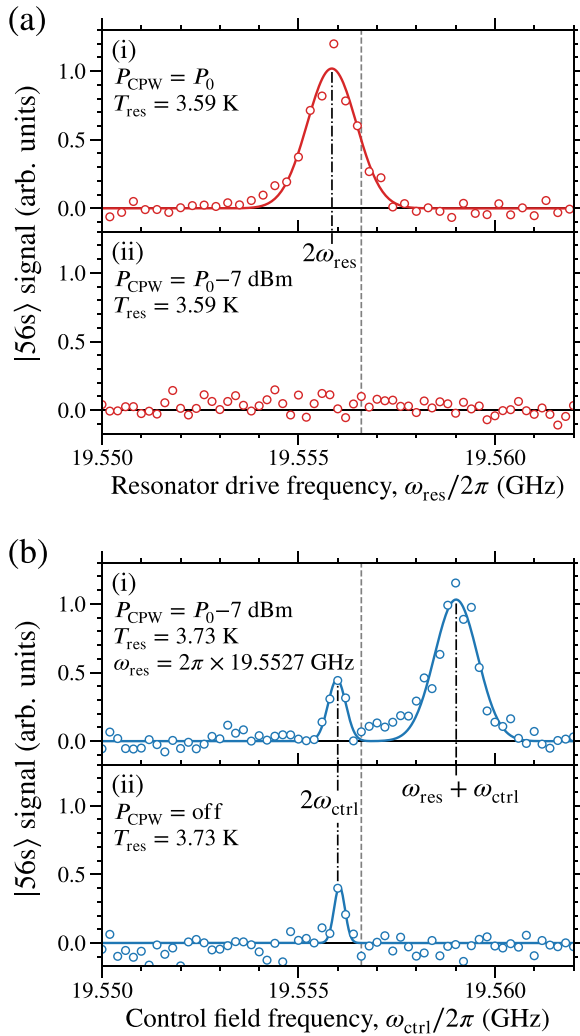 (a)
(i)
P_CPW = P_0
T_res = 3.59 K
1.0
0.5
0.0
2ω_res
(ii)
P_CPW = P_0−7 dBm
T_res = 3.59 K
1.0
0.5
0.0
|56s⟩ signal (arb. units)
19.550
19.555
19.560
Resonator drive frequency, ω_res/2π (GHz)
(b)
(i)
P_CPW = P_0−7 dBm
T_res = 3.73 K
ω_res = 2π × 19.5527 GHz
1.0
0.5
0.0
2ω_ctrl
ω_res + ω_ctrl
(ii)
P_CPW = off
T_res = 3.73 K
1.0
0.5
0.0
|56s⟩ signal (arb. units)
19.550
19.555
19.560
Control field frequency, ω_ctrl/2π (GHz)